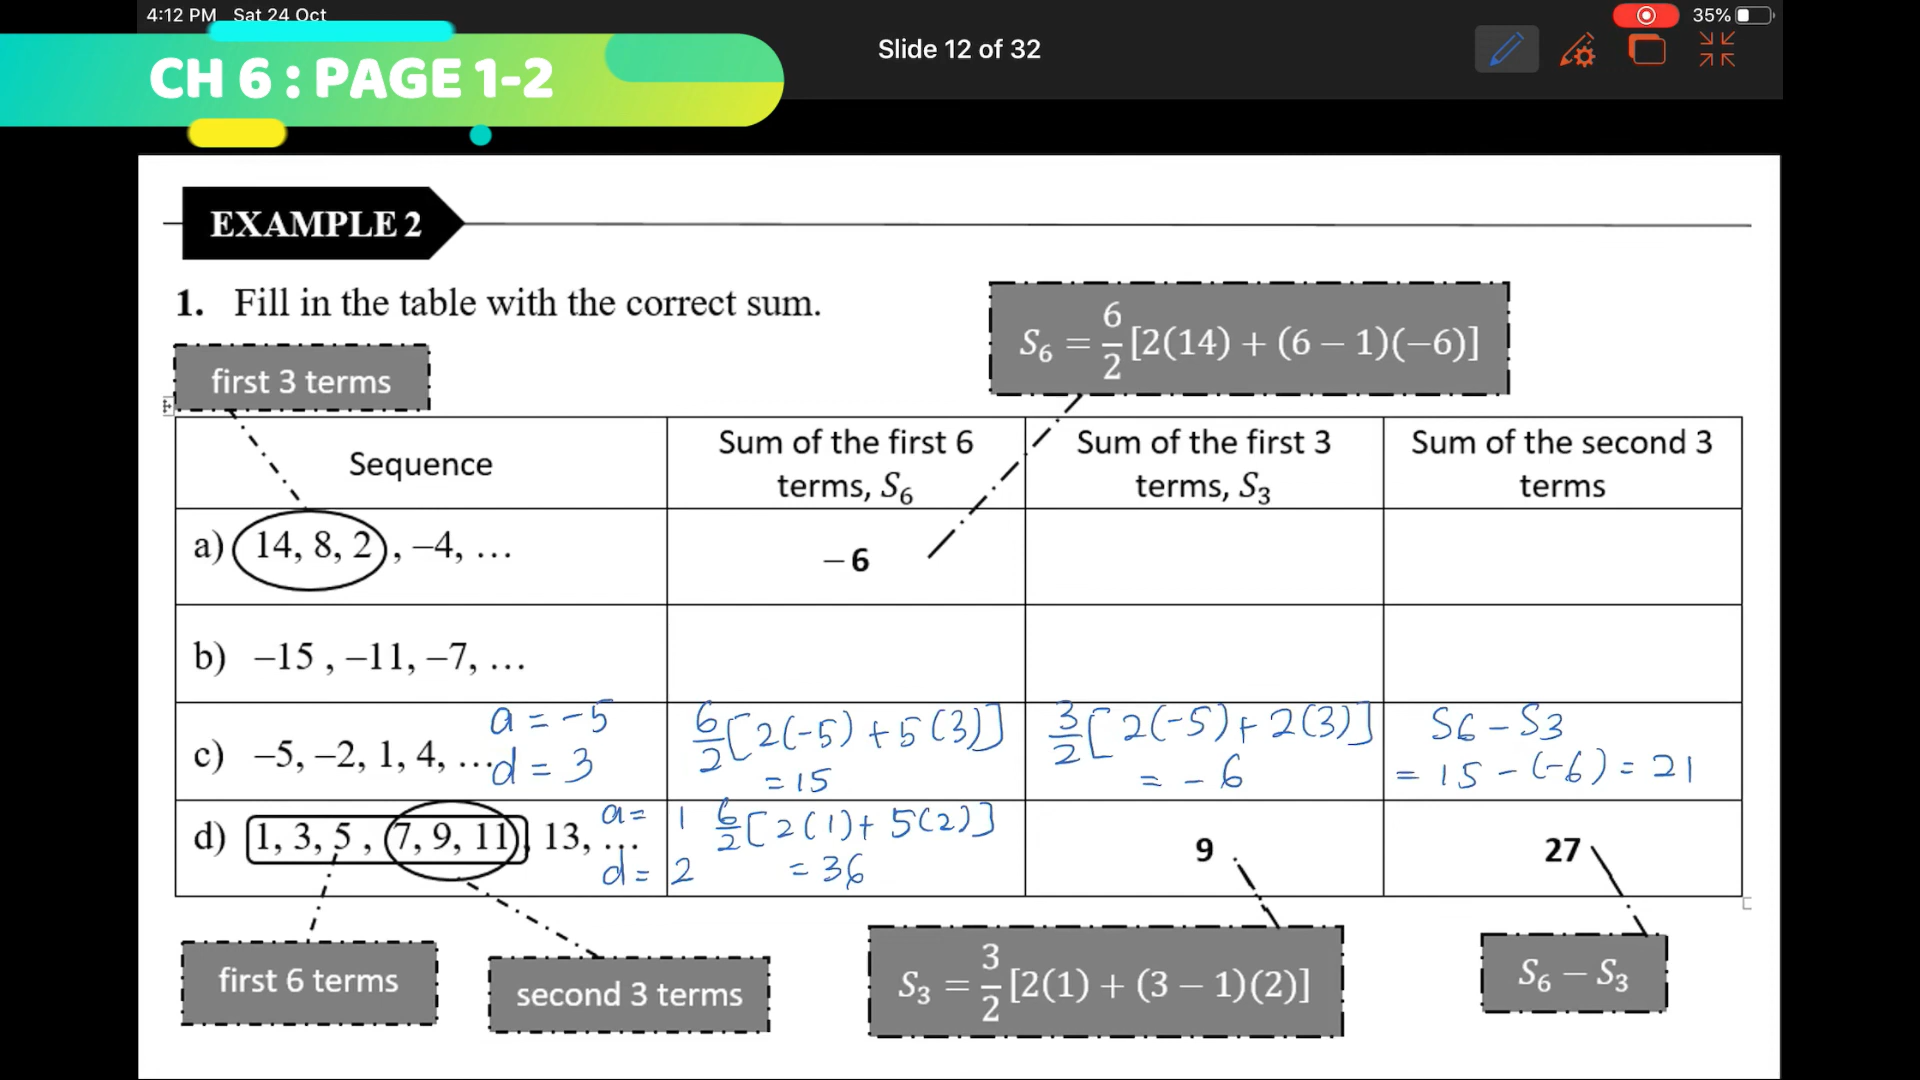 4:12 PM Sat 24 Oct
35%
Slide 12 of 32
CH 6 : PAGE 1-2
EXAMPLE 2
1. Fill in the table with the correct sum.
S₆ = 6/2 [2(14) + (6 − 1)(−6)]
first 3 terms
Sequence
Sum of the first 6 terms, S₆
Sum of the first 3 terms, S₃
Sum of the second 3 terms
a) 14, 8, 2 , −4, …
−6
b) −15 , −11, −7, …
c) −5, −2, 1, 4, …
a = -5
d = 3
6/2 [2(-5) + 5(3)]
= 15
3/2 [2(-5) + 2(3)]
= - 6
S6 - S3
= 15 - (-6) = 21
d) 1, 3, 5 , 7, 9, 11, 13, …
a = 1
d = 2
6/2 [2(1) + 5(2)]
= 36
9
27
first 6 terms
second 3 terms
S₃ = 3/2 [2(1) + (3 − 1)(2)]
S₆ − S₃